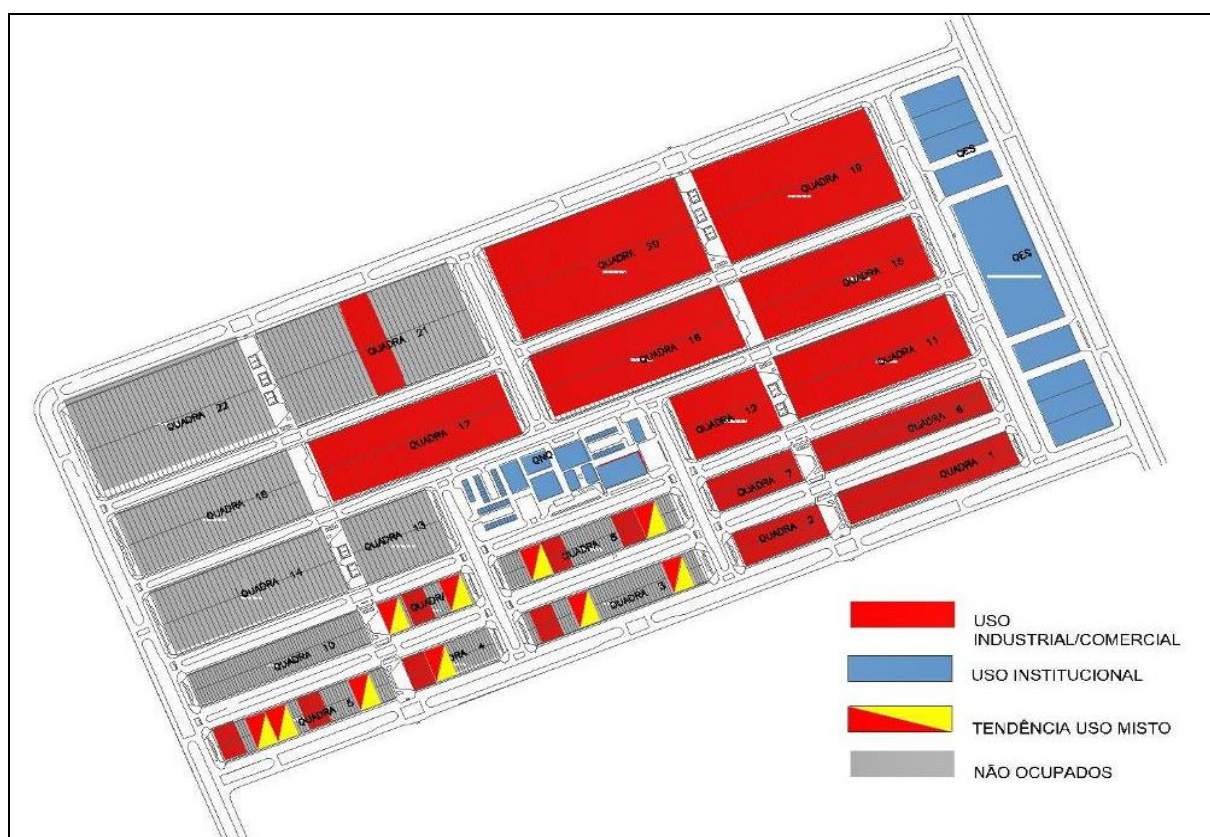 QES
QUADRA 19
QUADRA 20
QES
QUADRA 15
QUADRA 21
QUADRA 16
QUADRA 11
QUADRA 22
QUADRA 17
QUADRA 12
QUADRA 6
QUADRA 1
QUADRA 7
QUADRA 2
QUADRA 13
QUADRA 8
QUADRA 3
QUADRA 14
QUADRA
QUADRA 10
DRA 4
QUADRA 5
USO
INDUSTRIAL/COMERCIAL
USO INSTITUCIONAL
TENDÊNCIA USO MISTO
NÃO OCUPADOS